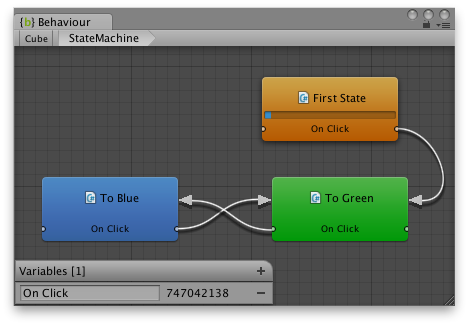 {b} Behaviour
Cube StateMachine
C# First State
On Click
C# To Blue
On Click
C# To Green
On Click
Variables [1] +
On Click 747042138 −